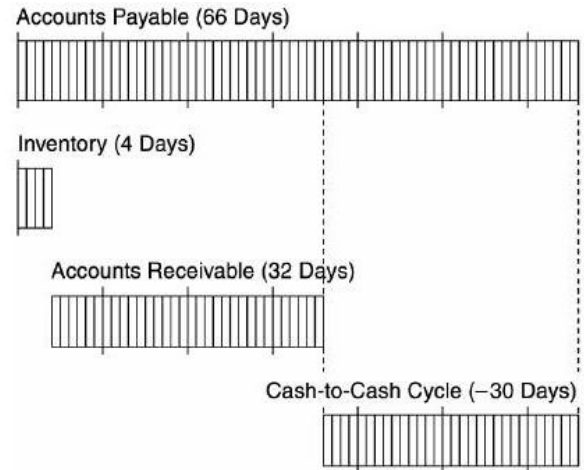 Accounts Payable (66 Days)
Inventory (4 Days)
Accounts Receivable (32 Days)
Cash-to-Cash Cycle (–30 Days)